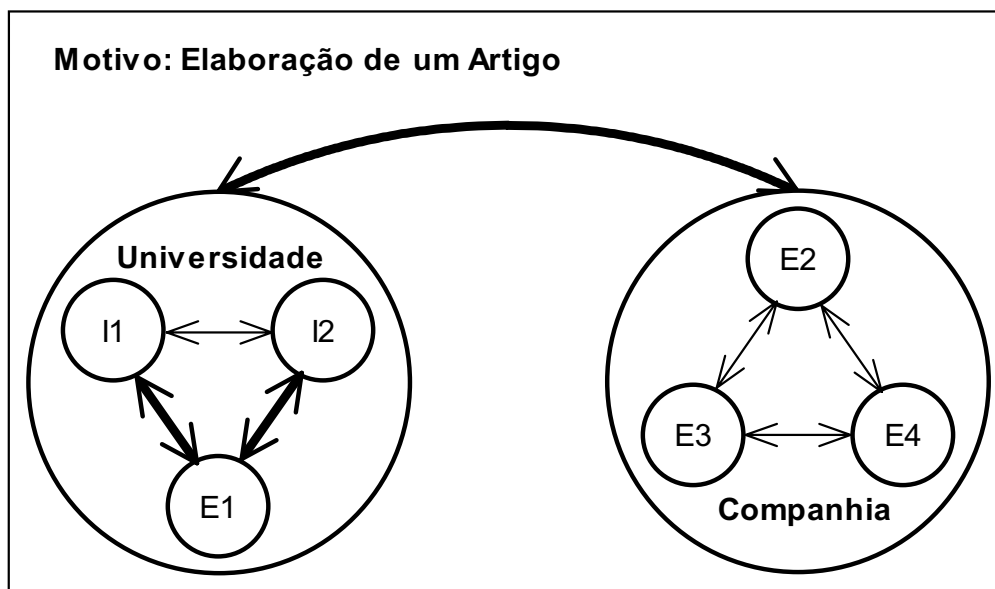 Motivo: Elaboração de um Artigo
Universidade
I1
I2
E1
E2
E3
E4
Companhia